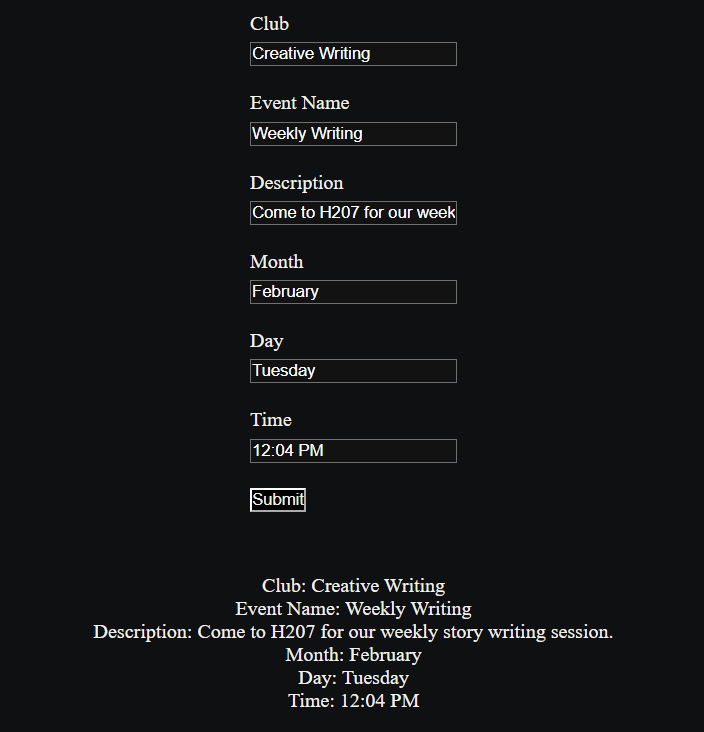 Club
Creative Writing
Event Name
Weekly Writing
Description
Come to H207 for our week
Month
February
Day
Tuesday
Time
12:04 PM
Submit
Club: Creative Writing
Event Name: Weekly Writing
Description: Come to H207 for our weekly story writing session.
Month: February
Day: Tuesday
Time: 12:04 PM